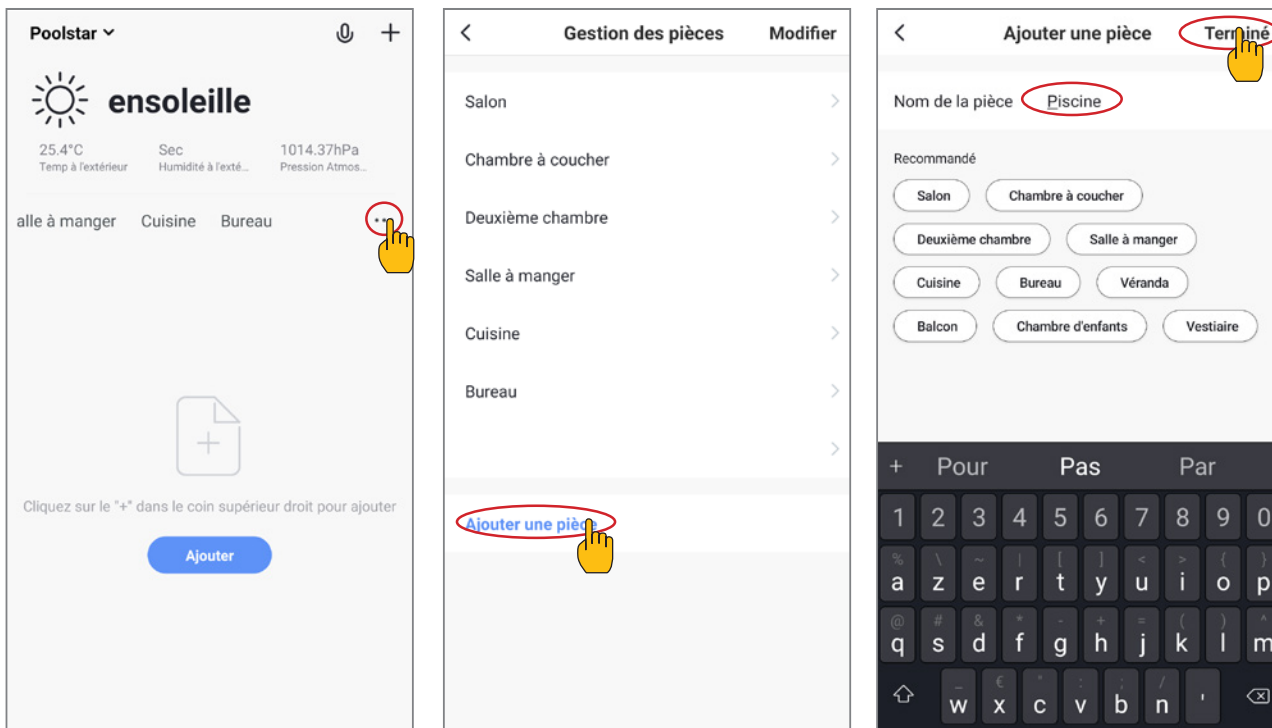 Poolstar
ensoleille
25.4°C Sec 1014.37hPa
Temp à l'extérieur Humidité à l'exté... Pression Atmos...
alle à manger Cuisine Bureau
Cliquez sur le "+" dans le coin supérieur droit pour ajouter
Ajouter
Gestion des pièces Modifier
Salon
Chambre à coucher
Deuxième chambre
Salle à manger
Cuisine
Bureau
Ajouter une pièce
Ajouter une pièce Terminé
Nom de la pièce Piscine
Recommandé
Salon Chambre à coucher
Deuxième chambre Salle à manger
Cuisine Bureau Véranda
Balcon Chambre d'enfants Vestiaire
+ Pour Pas Par
1 2 3 4 5 6 7 8 9 0
% \ ~ | [ ] < > { }
a z e r t y u i o p
@ # & * - + = ( ) ^
q s d f g h j k l m
_ € " : ; /
w x c v b n '